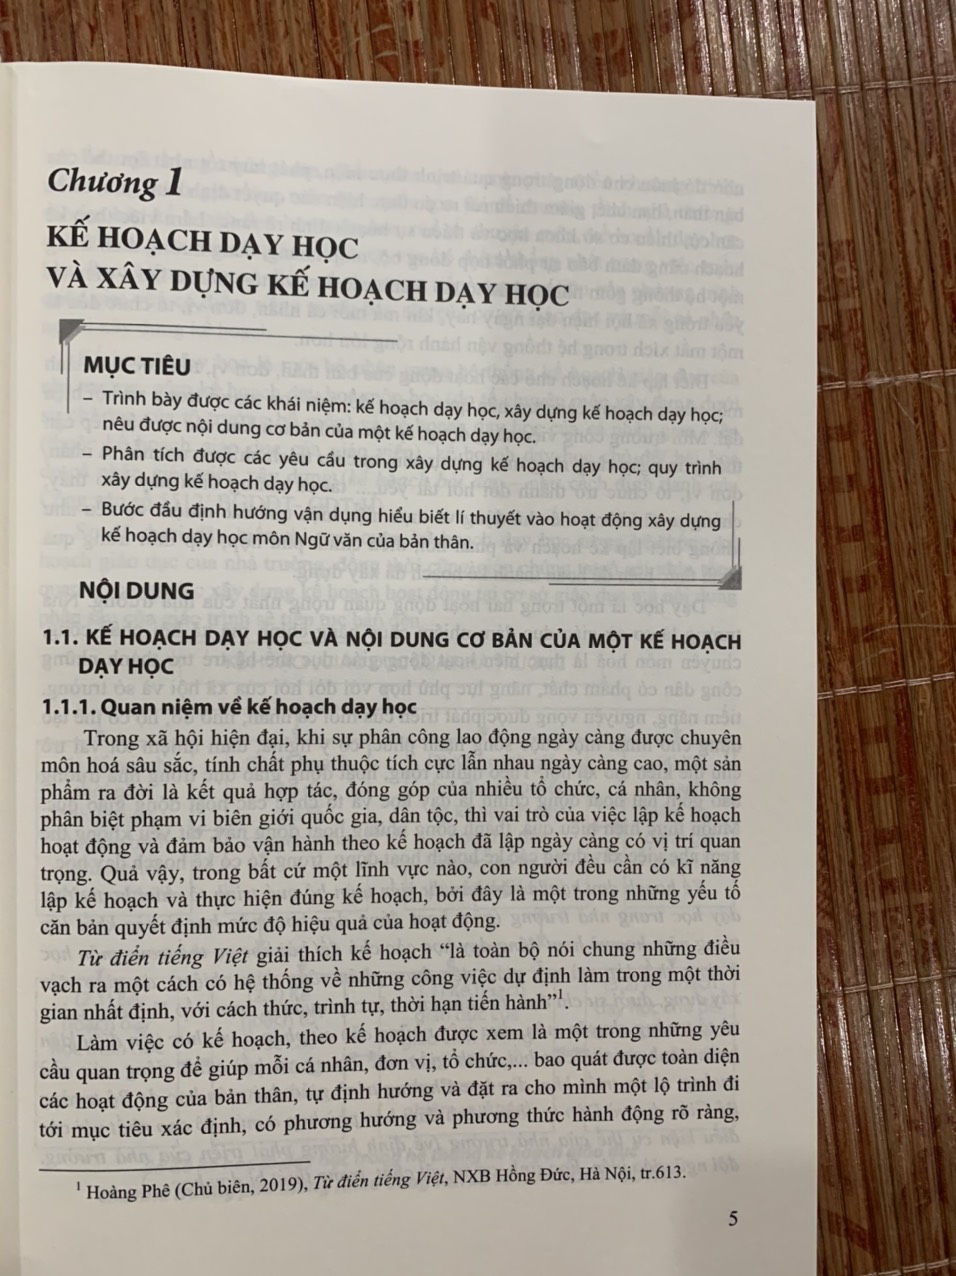 Chương 1
KẾ HOẠCH DẠY HỌC
VÀ XÂY DỰNG KẾ HOẠCH DẠY HỌC
MỤC TIÊU
– Trình bày được các khái niệm: kế hoạch dạy học, xây dựng kế hoạch dạy học;
nêu được nội dung cơ bản của một kế hoạch dạy học.
– Phân tích được các yêu cầu trong xây dựng kế hoạch dạy học; quy trình
xây dựng kế hoạch dạy học.
– Bước đầu định hướng vận dụng hiểu biết lí thuyết vào hoạt động xây dựng
kế hoạch dạy học môn Ngữ văn của bản thân.
NỘI DUNG
1.1. KẾ HOẠCH DẠY HỌC VÀ NỘI DUNG CƠ BẢN CỦA MỘT KẾ HOẠCH
DẠY HỌC
1.1.1. Quan niệm về kế hoạch dạy học
Trong xã hội hiện đại, khi sự phân công lao động ngày càng được chuyên
môn hoá sâu sắc, tính chất phụ thuộc tích cực lẫn nhau ngày càng cao, một sản
phẩm ra đời là kết quả hợp tác, đóng góp của nhiều tổ chức, cá nhân, không
phân biệt phạm vi biên giới quốc gia, dân tộc, thì vai trò của việc lập kế hoạch
hoạt động và đảm bảo vận hành theo kế hoạch đã lập ngày càng có vị trí quan
trọng. Quả vậy, trong bất cứ một lĩnh vực nào, con người đều cần có kĩ năng
lập kế hoạch và thực hiện đúng kế hoạch, bởi đây là một trong những yếu tố
căn bản quyết định mức độ hiệu quả của hoạt động.
Từ điển tiếng Việt giải thích kế hoạch “là toàn bộ nói chung những điều
vạch ra một cách có hệ thống về những công việc dự định làm trong một thời
gian nhất định, với cách thức, trình tự, thời hạn tiến hành”¹.
Làm việc có kế hoạch, theo kế hoạch được xem là một trong những yêu
cầu quan trọng để giúp mỗi cá nhân, đơn vị, tổ chức,... bao quát được toàn diện
các hoạt động của bản thân, tự định hướng và đặt ra cho mình một lộ trình đi
tới mục tiêu xác định, có phương hướng và phương thức hành động rõ ràng,
¹ Hoàng Phê (Chủ biên, 2019), Từ điển tiếng Việt, NXB Hồng Đức, Hà Nội, tr.613.
5